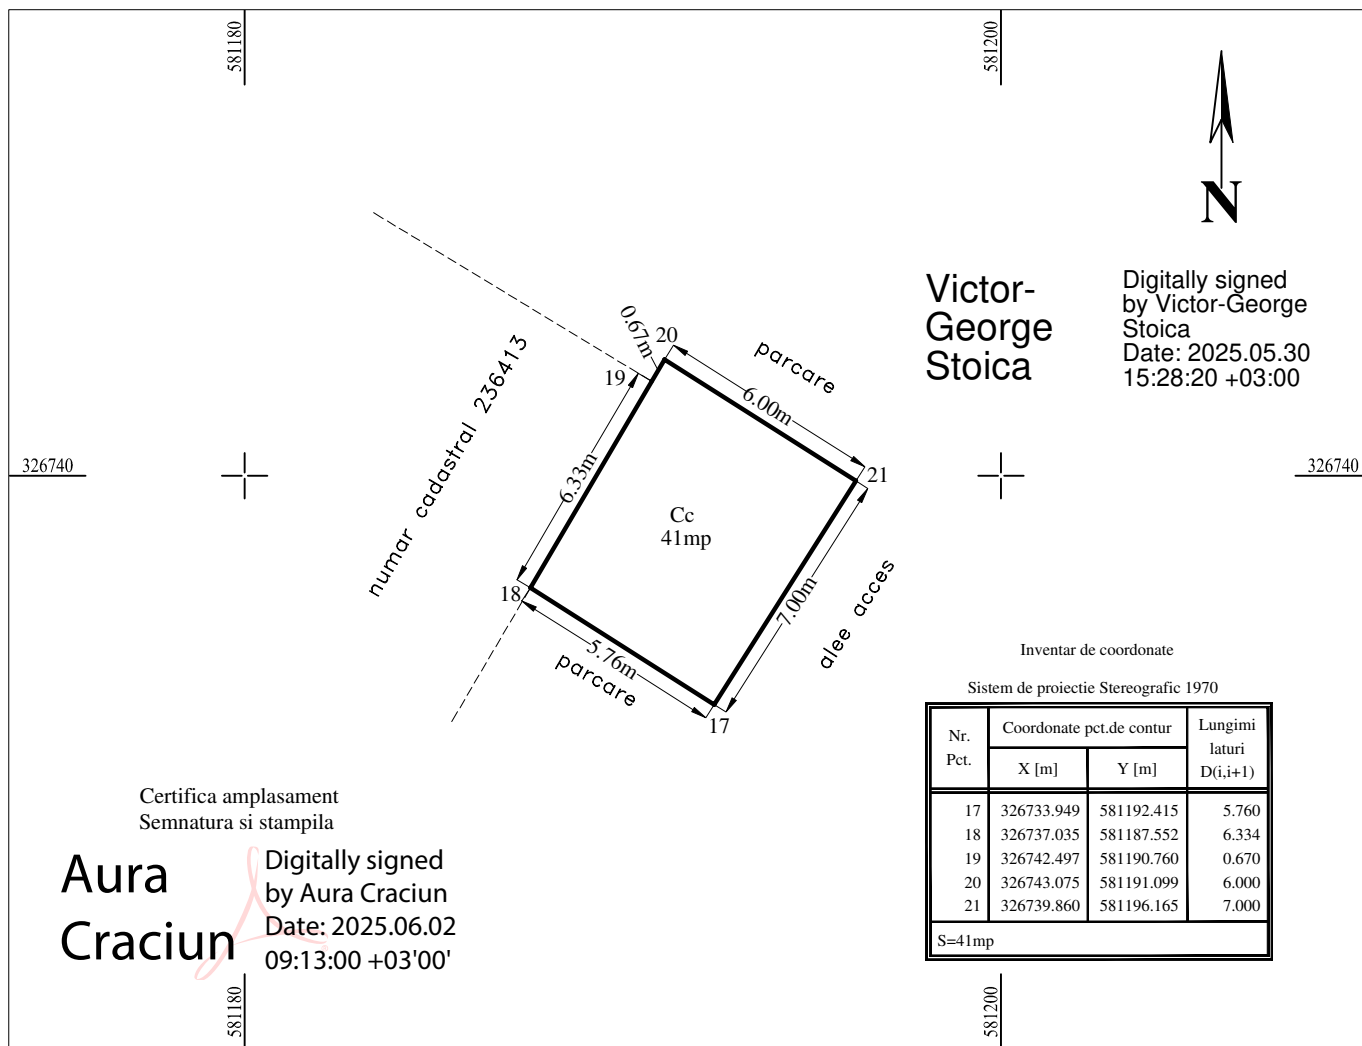 581180
581200
N
Victor-
George
Stoica
Digitally signed
by Victor-George
Stoica
Date: 2025.05.30
15:28:20 +03:00
0.67m
20
parcare
19
6.00m
numar cadastral 236413
326740
326740
6.33m
21
Cc
41mp
18
7.00m
alee acces
5.76m
parcare
17
Inventar de coordonate
Sistem de proiectie Stereografic 1970
Nr. Pct. Coordonate pct.de contur Lungimi laturi D(i,i+1)
X [m] Y [m]
17 326733.949 581192.415 5.760
18 326737.035 581187.552 6.334
19 326742.497 581190.760 0.670
20 326743.075 581191.099 6.000
21 326739.860 581196.165 7.000
S=41mp
Certifica amplasament
Semnatura si stampila
Aura
Craciun
Digitally signed
by Aura Craciun
Date: 2025.06.02
09:13:00 +03'00'
581180
581200